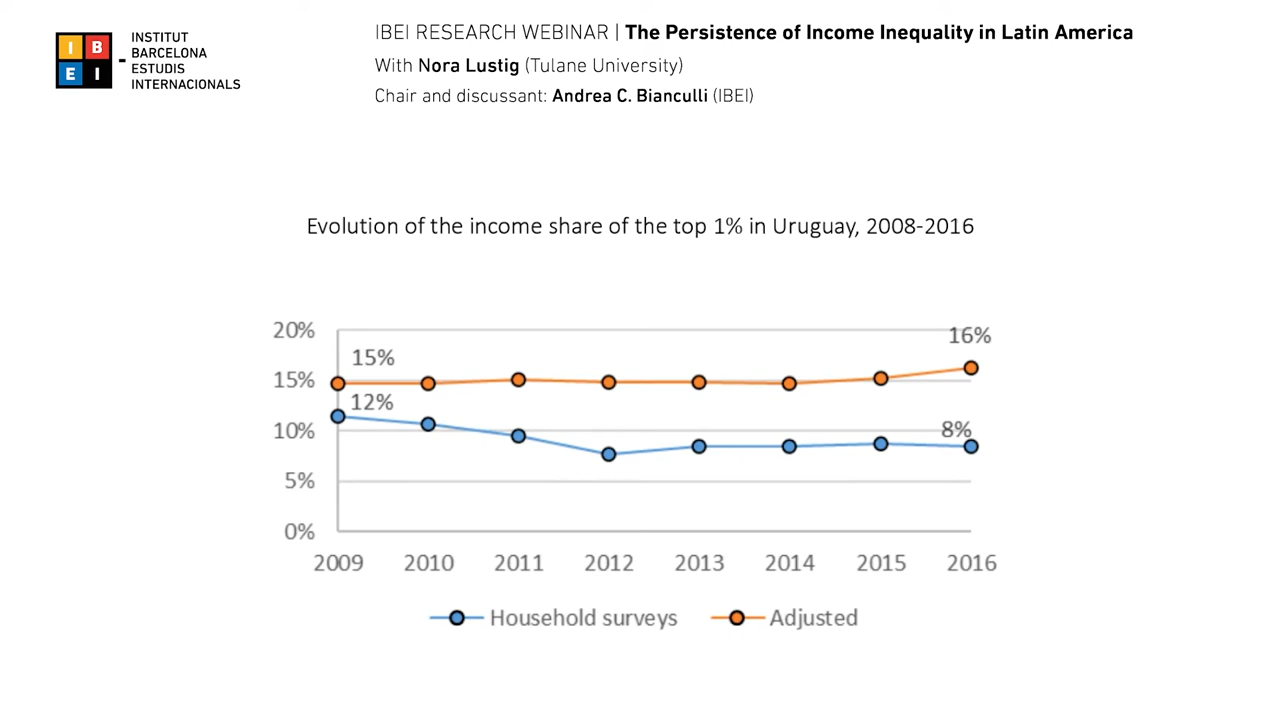 I B
E I
INSTITUT
BARCELONA
ESTUDIS
INTERNACIONALS
IBEI RESEARCH WEBINAR | The Persistence of Income Inequality in Latin America
With Nora Lustig (Tulane University)
Chair and discussant: Andrea C. Bianculli (IBEI)
Evolution of the income share of the top 1% in Uruguay, 2008-2016
20%
16%
15%
15%
12%
10%
8%
5%
0%
2009 2010 2011 2012 2013 2014 2015 2016
Household surveys Adjusted